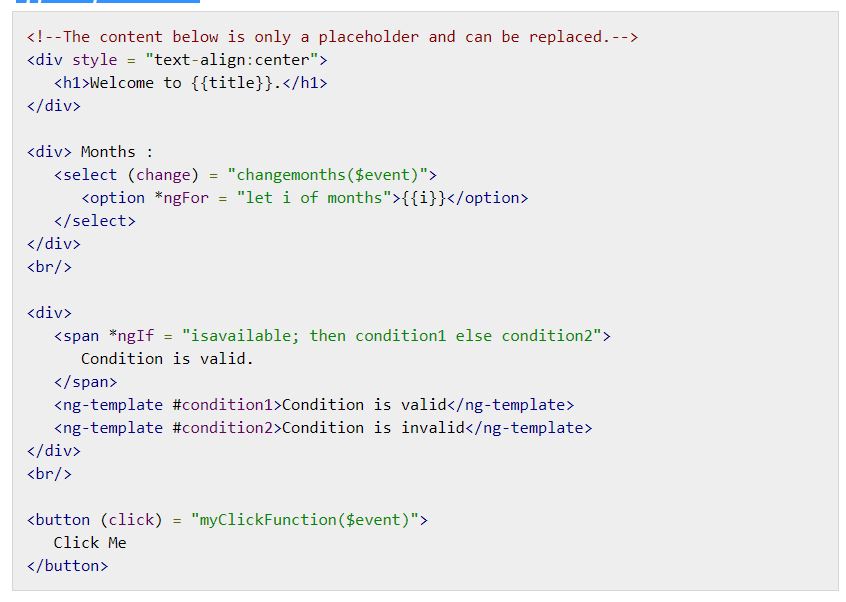 <!--The content below is only a placeholder and can be replaced.-->
<div style = "text-align:center">
<h1>Welcome to {{title}}.</h1>
</div>
<div> Months :
<select (change) = "changemonths($event)">
<option *ngFor = "let i of months">{{i}}</option>
</select>
</div>
<br/>
<div>
<span *ngIf = "isavailable; then condition1 else condition2">
Condition is valid.
</span>
<ng-template #condition1>Condition is valid</ng-template>
<ng-template #condition2>Condition is invalid</ng-template>
</div>
<br/>
<button (click) = "myClickFunction($event)">
Click Me
</button>